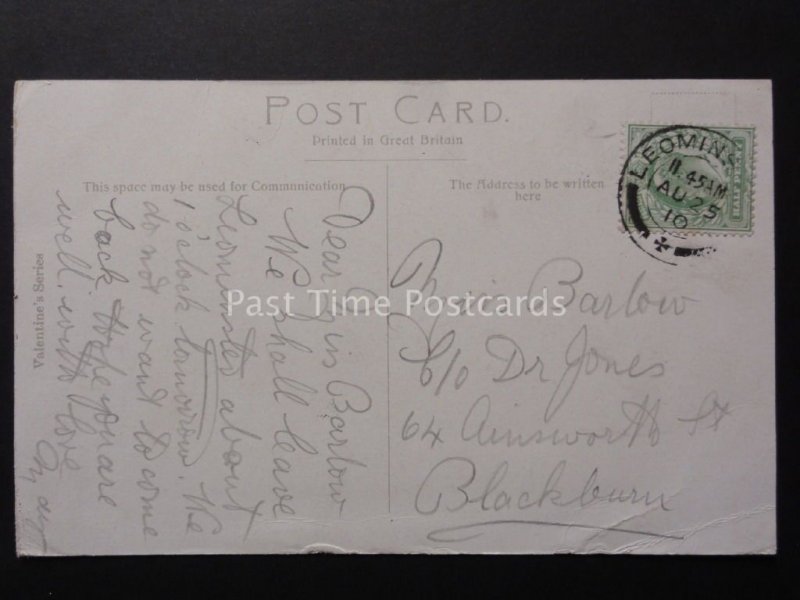 POST CARD.
Printed in Great Britain
This space may be used for Communication
The Address to be written
here
Valentine's Series
LEOMINS
11.45AM
AU 25
10
HALF PENNY
Dear Miss Barlow
We shall leave
Leominster about
1 o'clock tomorrow. We
do not want to come
back. Hope you are
well. with love
Miss Barlow
C/o Dr Jones
64 Ainsworth St
Blackburn
Past Time Postcards